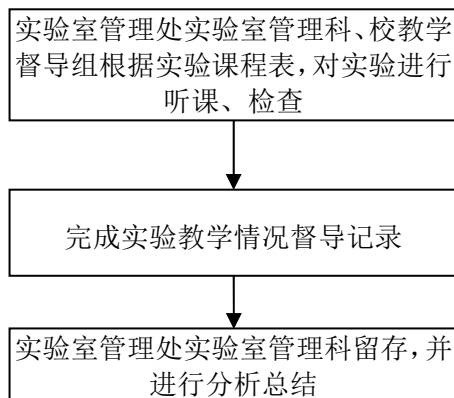 实验室管理处实验室管理科、校教学
督导组根据实验课程表,对实验进行
听课、检查
完成实验教学情况督导记录
实验室管理处实验室管理科留存,并
进行分析总结